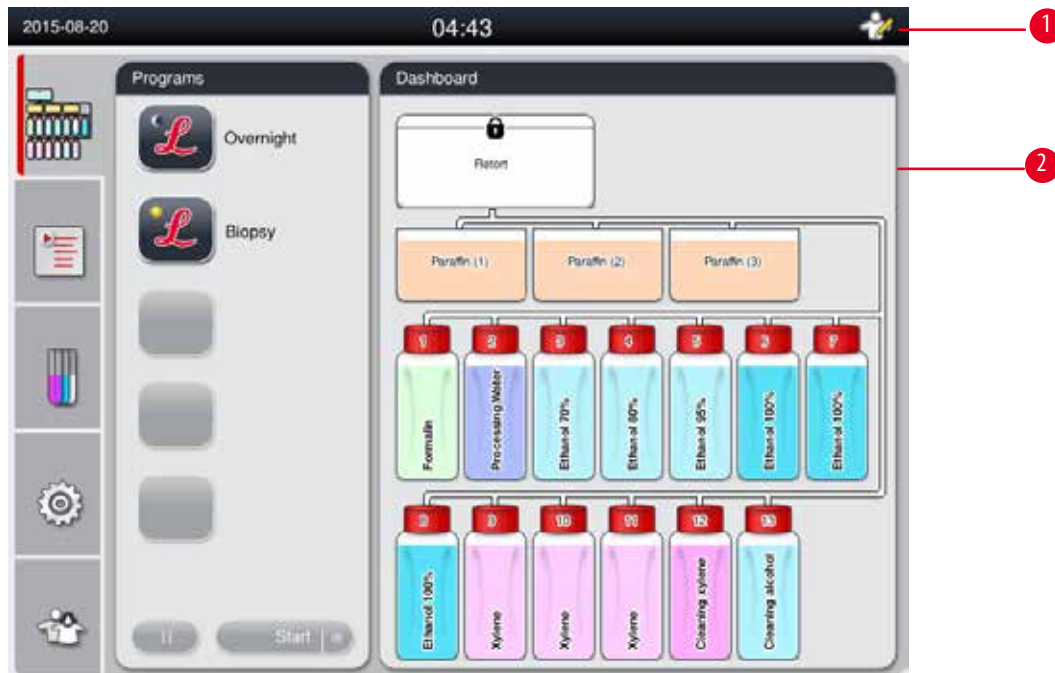 2015-08-20
04:43
1
Programs
Dashboard
Overnight
Biopsy
Retort
2
Paraffin (1)
Paraffin (2)
Paraffin (3)
1
2
3
4
5
6
7
Formalin
Processing Water
Ethanol 70%
Ethanol 80%
Ethanol 95%
Ethanol 100%
Ethanol 100%
8
9
10
11
12
13
Ethanol 100%
Xylene
Xylene
Xylene
Cleaning xylene
Cleaning alcohol
Start